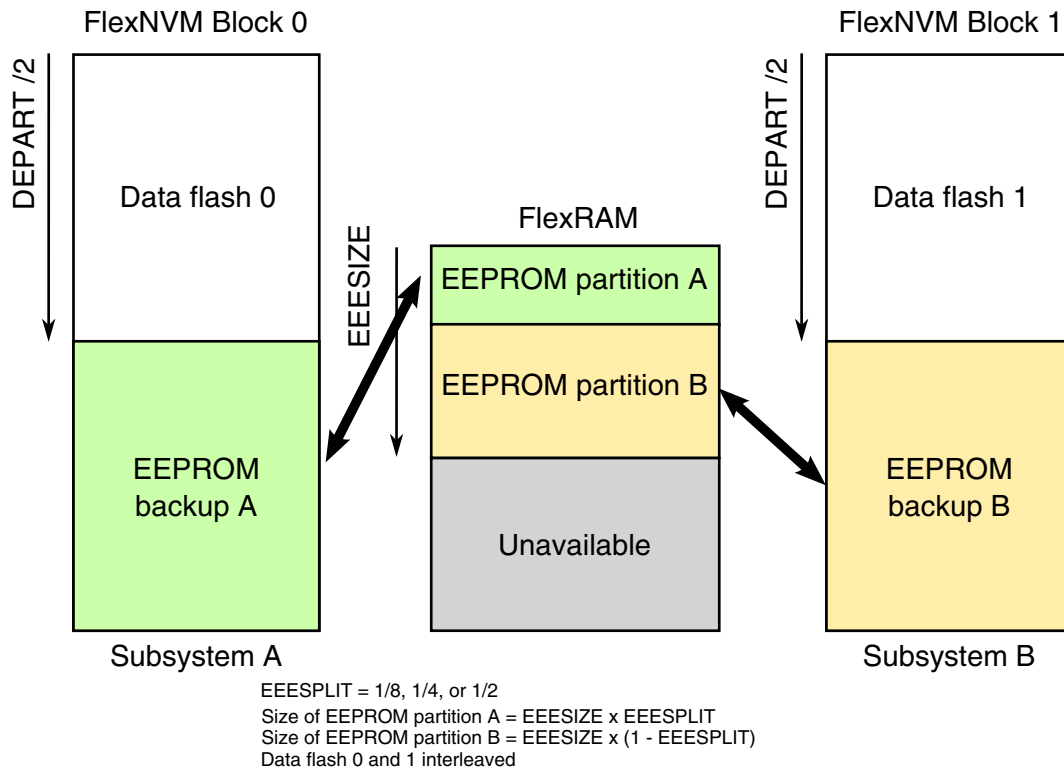 FlexNVM Block 0
FlexNVM Block 1
DEPART /2
DEPART /2
Data flash 0
Data flash 1
FlexRAM
EEESIZE
EEPROM partition A
EEPROM partition B
EEPROM
backup A
EEPROM
backup B
Unavailable
Subsystem A
Subsystem B
EEESPLIT = 1/8, 1/4, or 1/2
Size of EEPROM partition A = EEESIZE x EEESPLIT
Size of EEPROM partition B = EEESIZE x (1 - EEESPLIT)
Data flash 0 and 1 interleaved